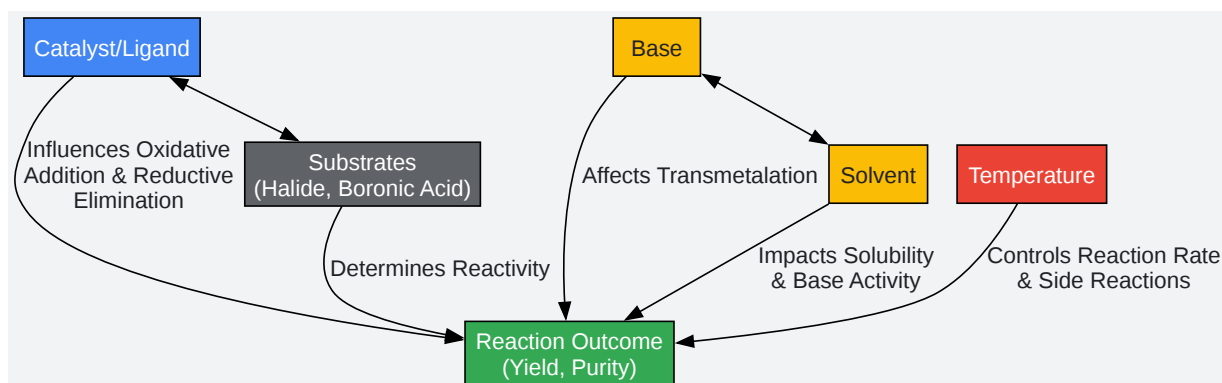 Catalyst/Ligand
Base
Influences Oxidative
Addition & Reductive
Elimination
Substrates
(Halide, Boronic Acid)
Affects Transmetalation
Solvent
Temperature
Determines Reactivity
Impacts Solubility
& Base Activity
Controls Reaction Rate
& Side Reactions
Reaction Outcome
(Yield, Purity)